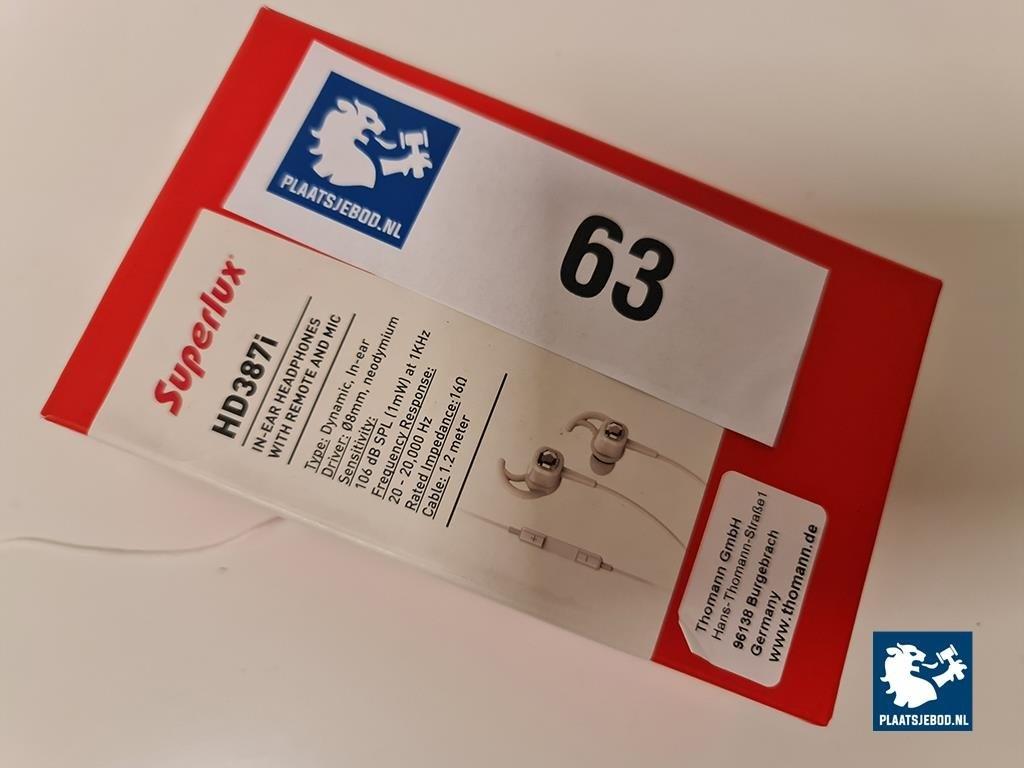 PLAATSJEBOD.NL
63
Superlux
HD387i
IN-EAR HEADPHONES
WITH REMOTE AND MIC
Type: Dynamic, In-ear
Driver: Ø8mm, neodymium
Sensitivity:
106 dB SPL (1mW) at 1KHz
Frequency Response:
20 - 20,000 Hz
Rated Impedance: 16Ω
Cable: 1.2 meter
Thomann GmbH
Hans-Thomann-Straße1
96138 Burgebrach
Germany
www.thomann.de
PLAATSJEBOD.NL